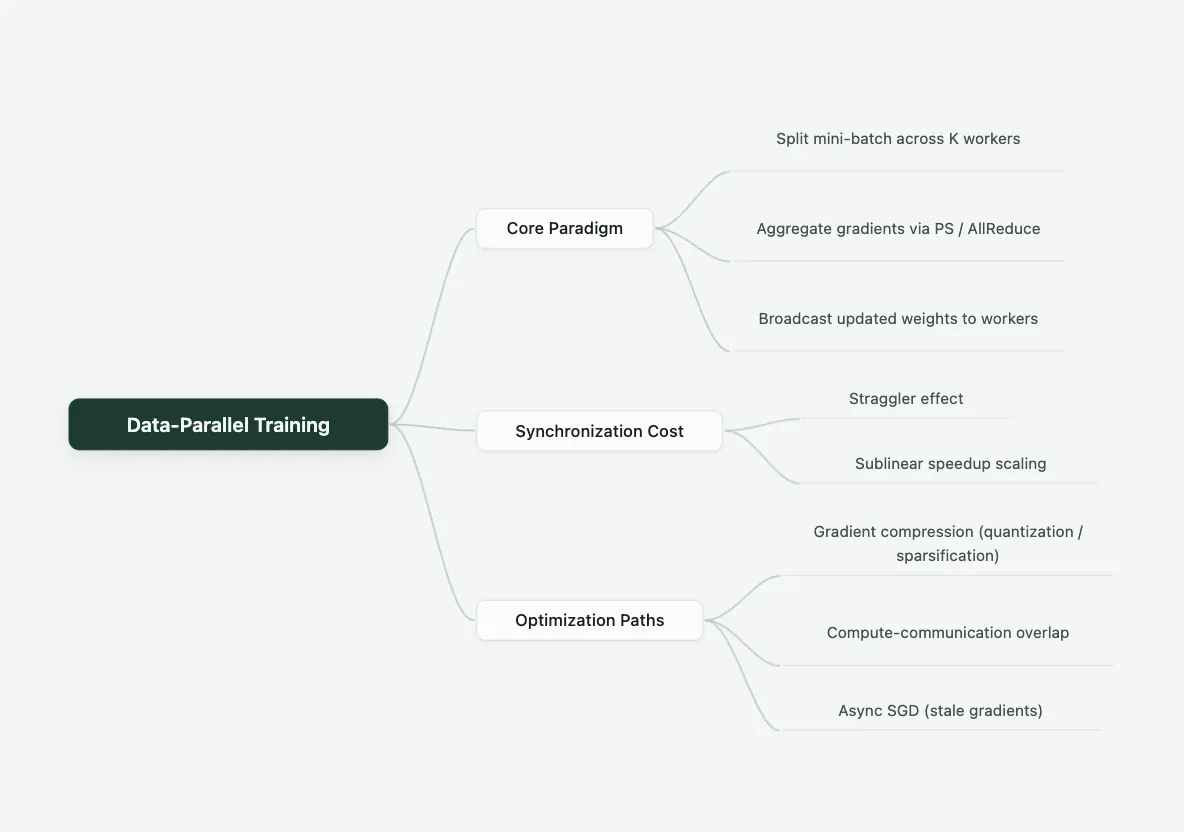 Data-Parallel Training
Core Paradigm
Split mini-batch across K workers
Aggregate gradients via PS / AllReduce
Broadcast updated weights to workers
Synchronization Cost
Straggler effect
Sublinear speedup scaling
Optimization Paths
Gradient compression (quantization /
sparsification)
Compute-communication overlap
Async SGD (stale gradients)